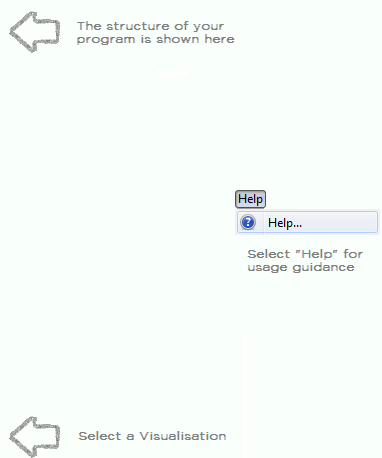 The structure of your
program is shown here
Help
Help...
Select "Help" for
usage guidance
Select a Visualisation